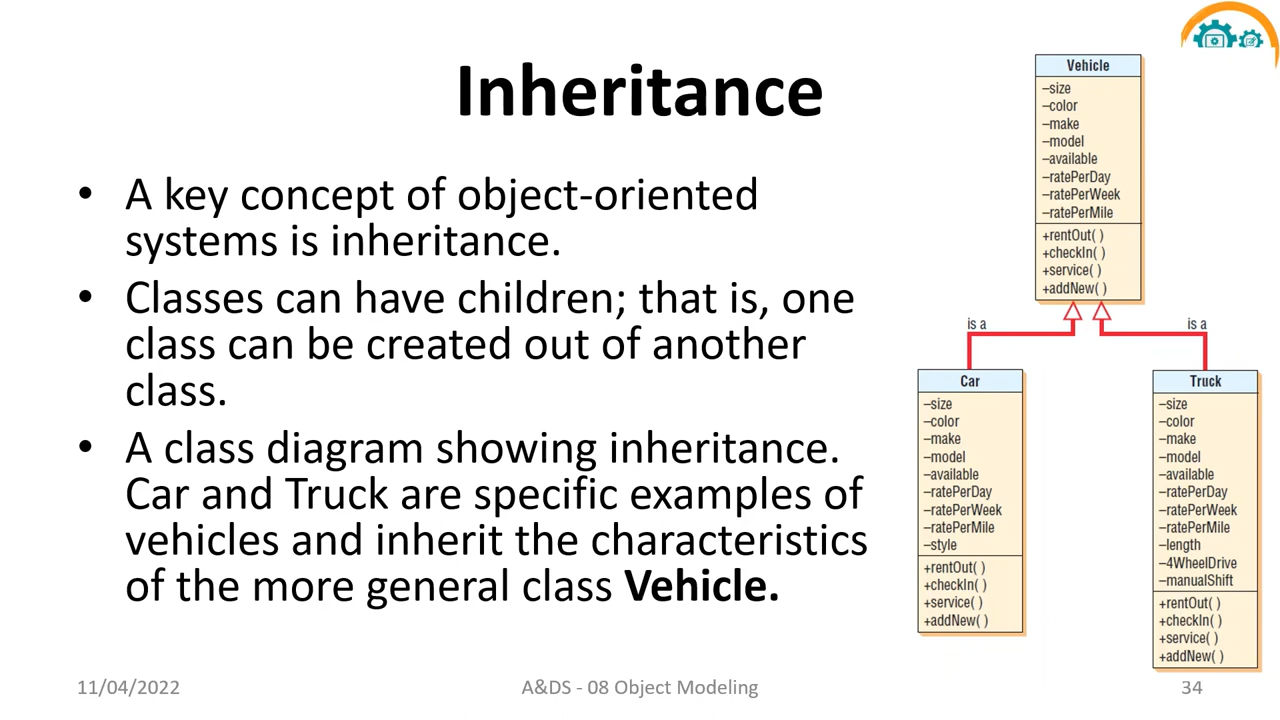 Inheritance
• A key concept of object-oriented
systems is inheritance.
• Classes can have children; that is, one
class can be created out of another
class.
• A class diagram showing inheritance.
Car and Truck are specific examples of
vehicles and inherit the characteristics
of the more general class Vehicle.
Vehicle
–size
–color
–make
–model
–available
–ratePerDay
–ratePerWeek
–ratePerMile
+rentOut( )
+checkIn( )
+service( )
+addNew( )
is a
is a
Car
–size
–color
–make
–model
–available
–ratePerDay
–ratePerWeek
–ratePerMile
–style
+rentOut( )
+checkIn( )
+service( )
+addNew( )
Truck
–size
–color
–make
–model
–available
–ratePerDay
–ratePerWeek
–ratePerMile
–length
–4WheelDrive
–manualShift
+rentOut( )
+checkIn( )
+service( )
+addNew( )
11/04/2022
A&DS - 08 Object Modeling
34